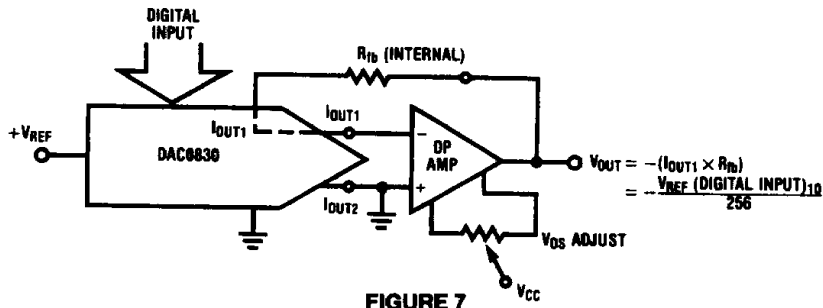 DIGITAL
INPUT
Rfb (INTERNAL)
+VREF
DAC0830
IOUT1
IOUT1
IOUT2
−
+
OP
AMP
VOUT = −(IOUT1 × Rfb)
= − VREF (DIGITAL INPUT)10
256
VOS ADJUST
VCC
FIGURE 7